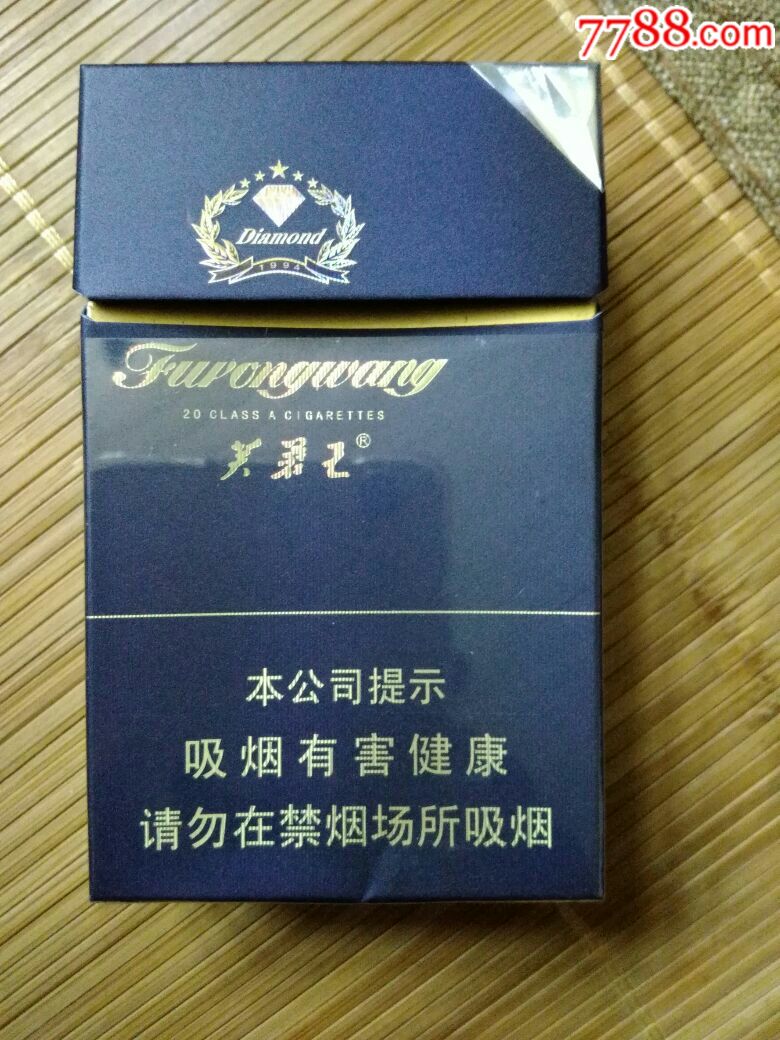 7788.com
Diamond
1994
Furongwang
20 CLASS A CIGARETTES
芙蓉王®
本公司提示
吸烟有害健康
请勿在禁烟场所吸烟